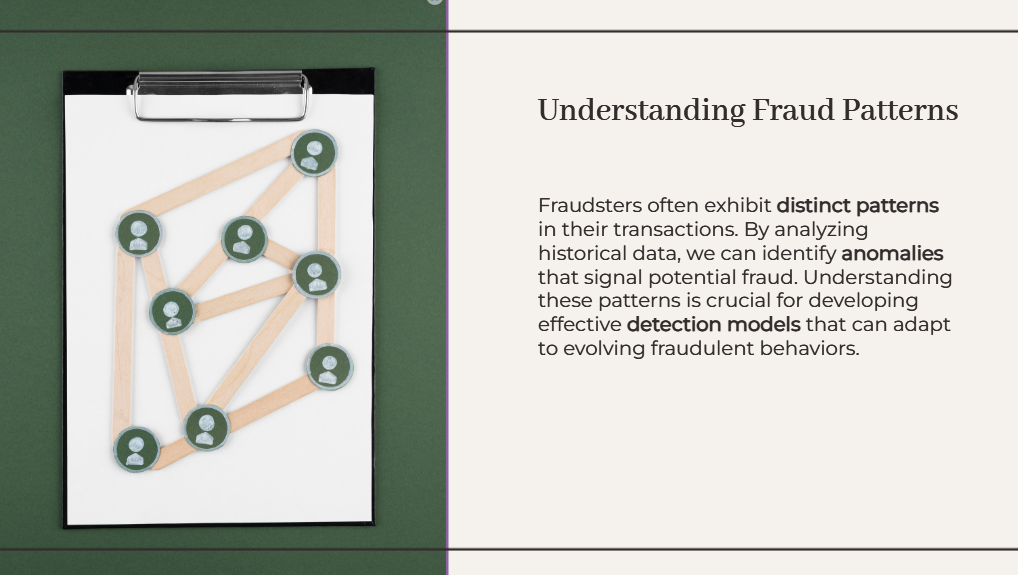 Understanding Fraud Patterns
Fraudsters often exhibit distinct patterns
in their transactions. By analyzing
historical data, we can identify anomalies
that signal potential fraud. Understanding
these patterns is crucial for developing
effective detection models that can adapt
to evolving fraudulent behaviors.